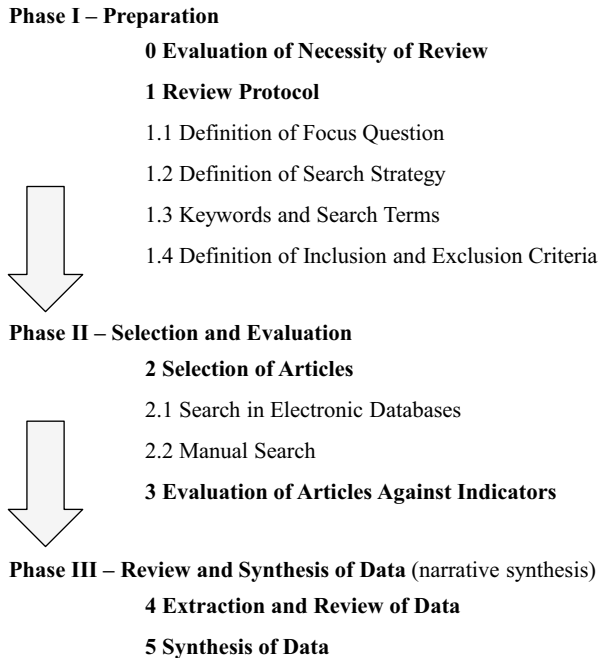 Phase I – Preparation
0 Evaluation of Necessity of Review
1 Review Protocol
1.1 Definition of Focus Question
1.2 Definition of Search Strategy
1.3 Keywords and Search Terms
1.4 Definition of Inclusion and Exclusion Criteria
Phase II – Selection and Evaluation
2 Selection of Articles
2.1 Search in Electronic Databases
2.2 Manual Search
3 Evaluation of Articles Against Indicators
Phase III – Review and Synthesis of Data (narrative synthesis)
4 Extraction and Review of Data
5 Synthesis of Data